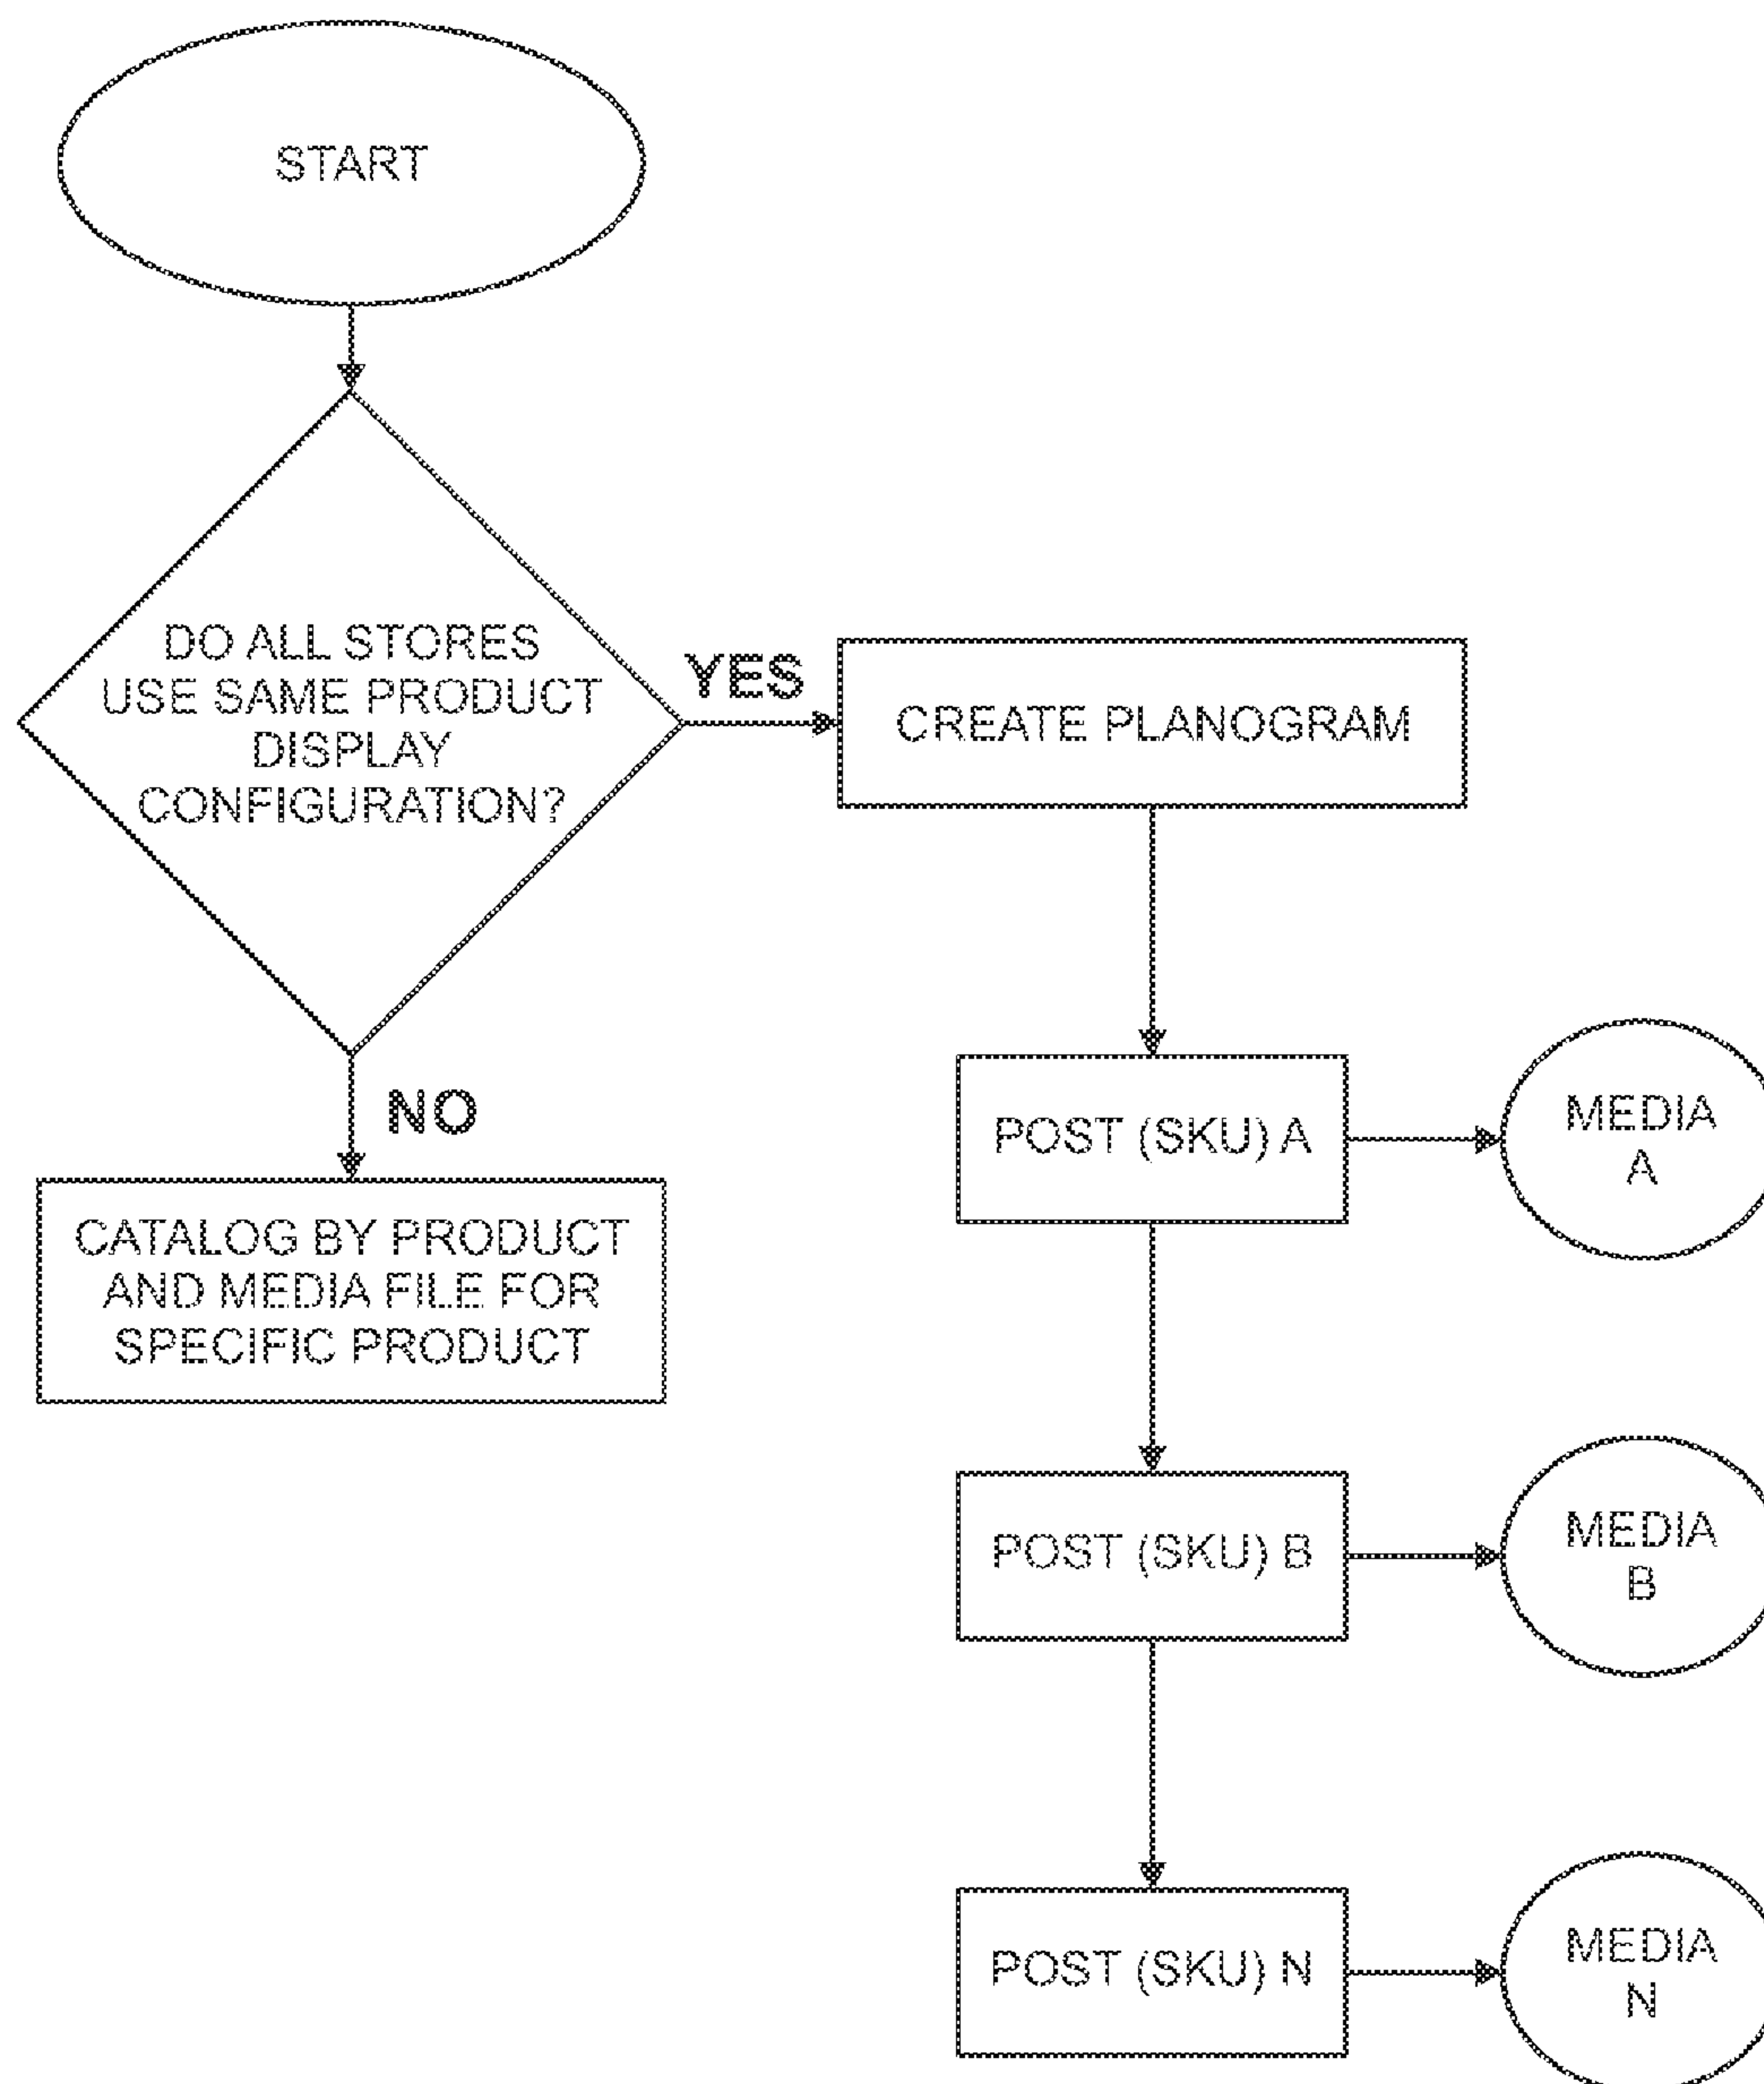 START
DO ALL STORES
USE SAME PRODUCT
DISPLAY
CONFIGURATION?
YES
CREATE PLANOGRAM
NO
CATALOG BY PRODUCT
AND MEDIA FILE FOR
SPECIFIC PRODUCT
POST (SKU) A
MEDIA
A
POST (SKU) B
MEDIA
B
POST (SKU) N
MEDIA
N